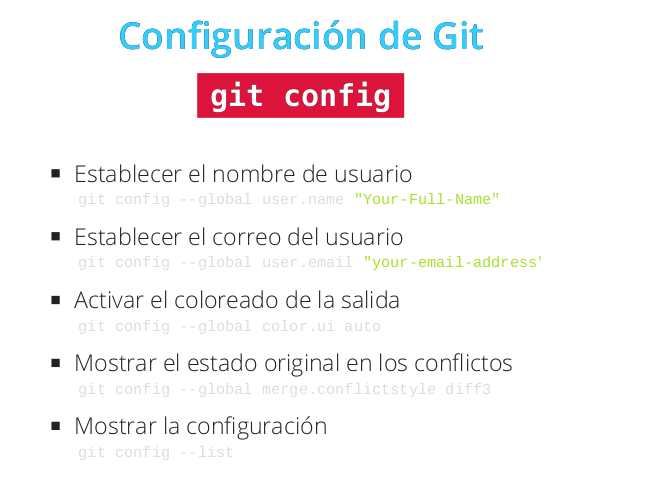 Configuración de Git
git config
▪ Establecer el nombre de usuario
git config --global user.name "Your-Full-Name"
▪ Establecer el correo del usuario
git config --global user.email "your-email-address'
▪ Activar el coloreado de la salida
git config --global color.ui auto
▪ Mostrar el estado original en los conflictos
git config --global merge.conflictstyle diff3
▪ Mostrar la configuración
git config --list